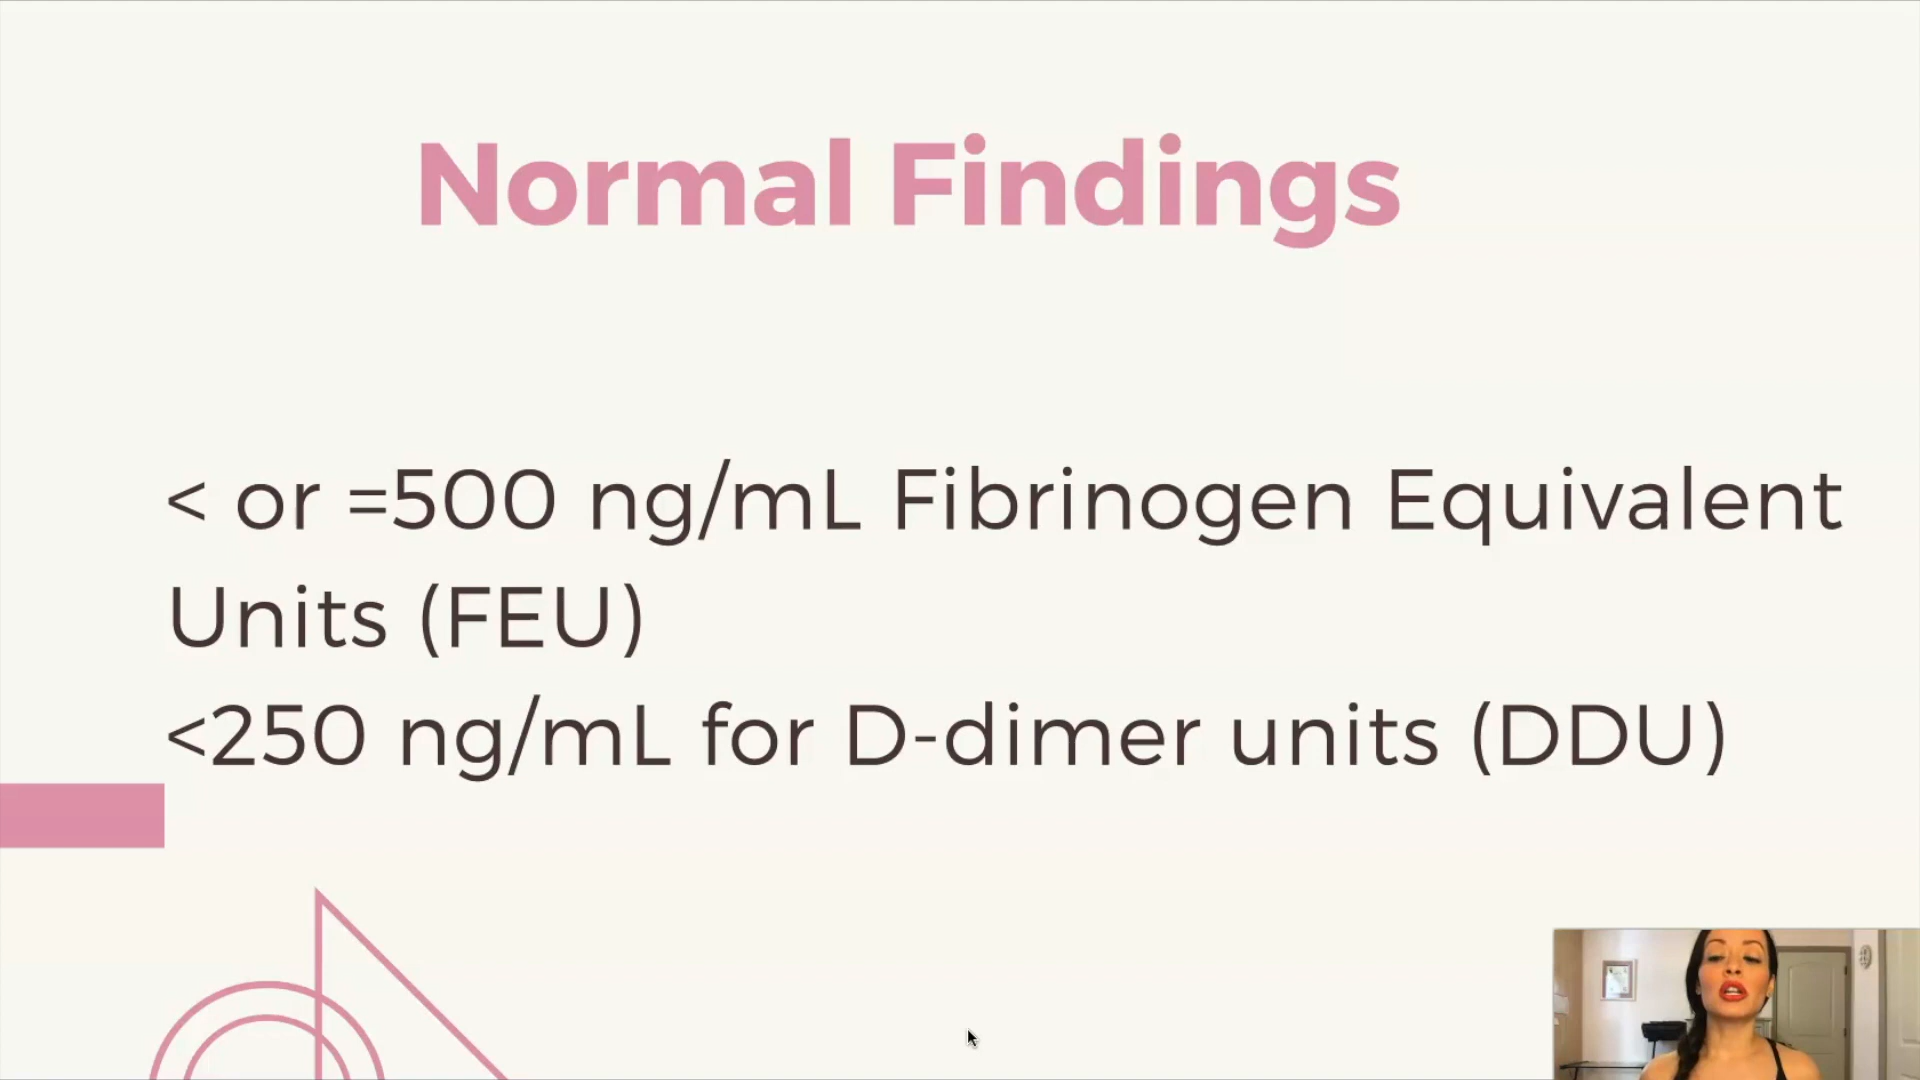 Normal Findings
< or =500 ng/mL Fibrinogen Equivalent
Units (FEU)
<250 ng/mL for D-dimer units (DDU)